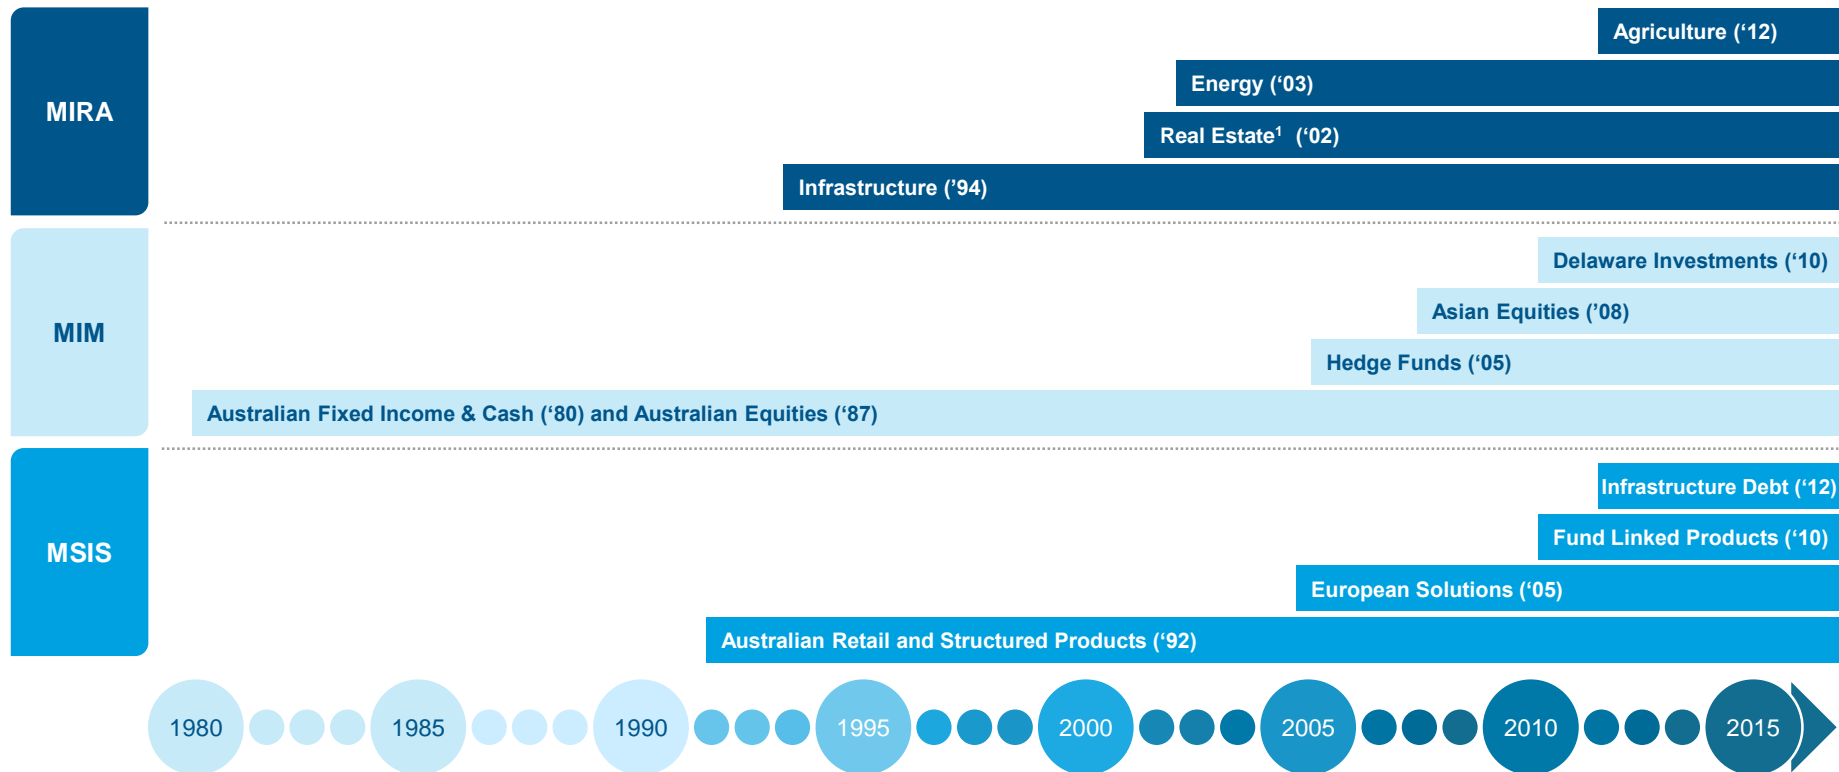 MIRA
Agriculture (‘12)
Energy (‘03)
Real Estate¹ (‘02)
Infrastructure (’94)
MIM
Delaware Investments (‘10)
Asian Equities (’08)
Hedge Funds (‘05)
Australian Fixed Income & Cash (‘80) and Australian Equities (‘87)
MSIS
Infrastructure Debt (‘12)
Fund Linked Products (‘10)
European Solutions (‘05)
Australian Retail and Structured Products (‘92)
1980 1985 1990 1995 2000 2005 2010 2015